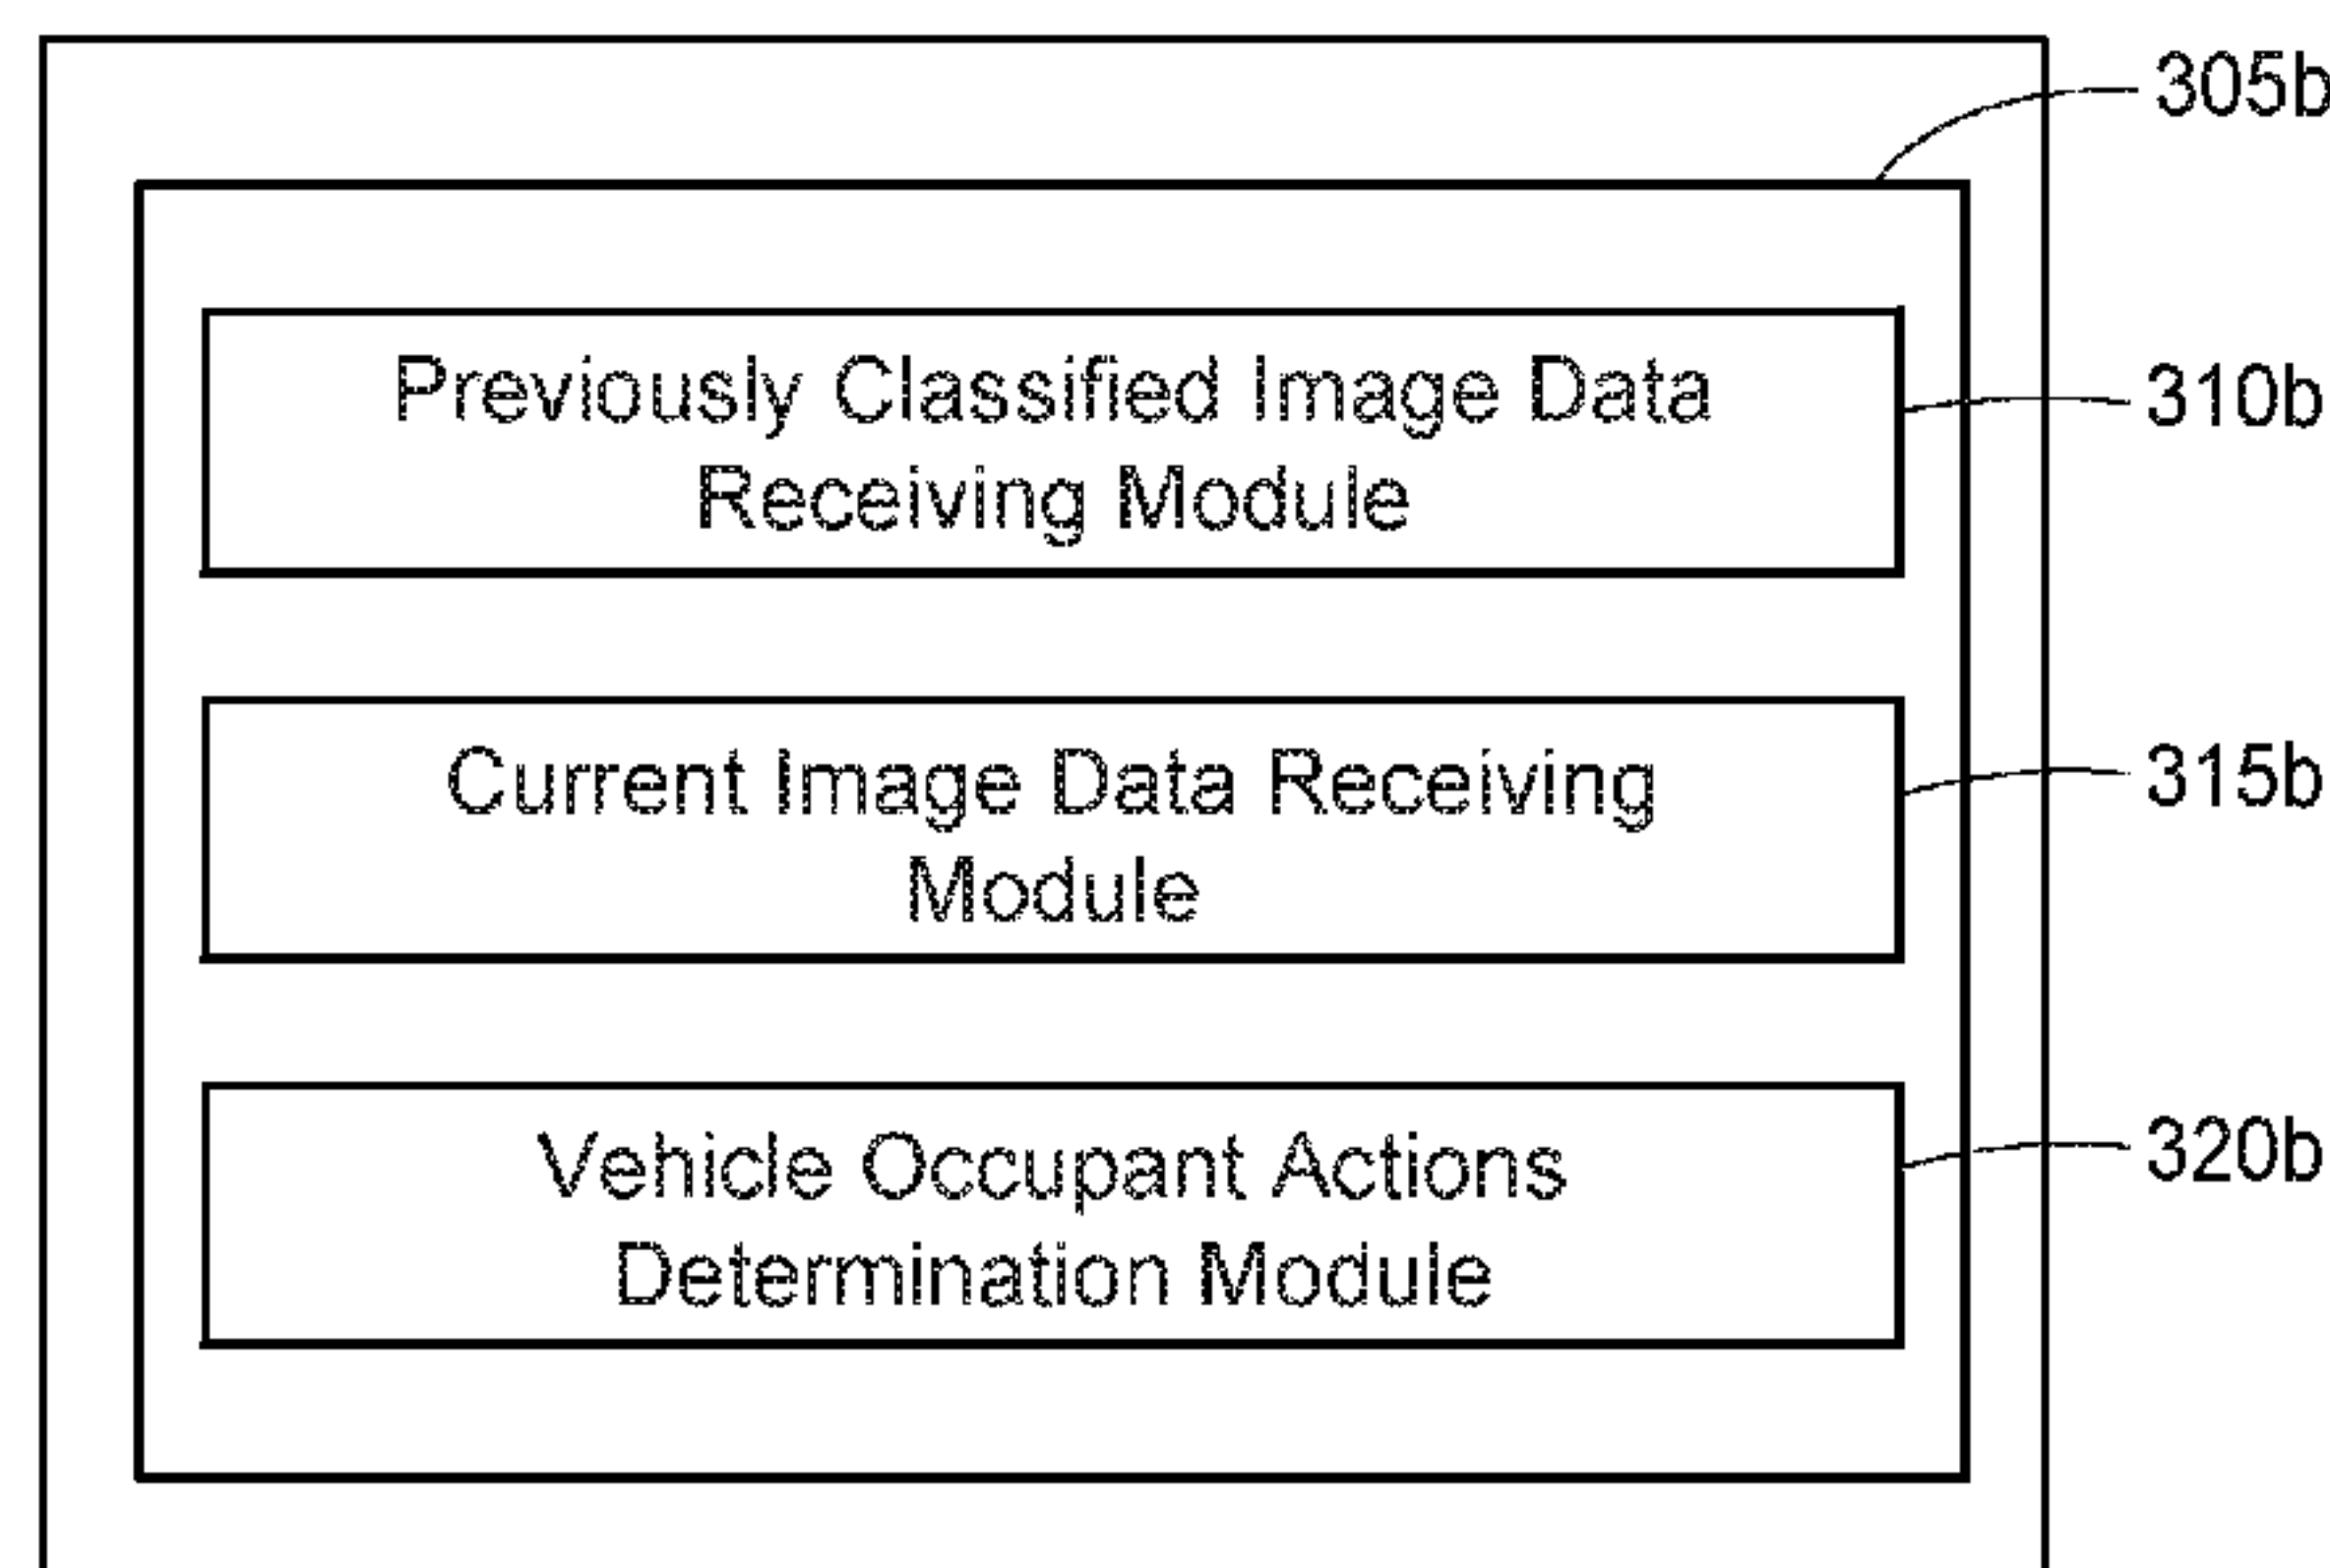 305b
Previously Classified Image Data
Receiving Module
310b
Current Image Data Receiving
Module
315b
Vehicle Occupant Actions
Determination Module
320b